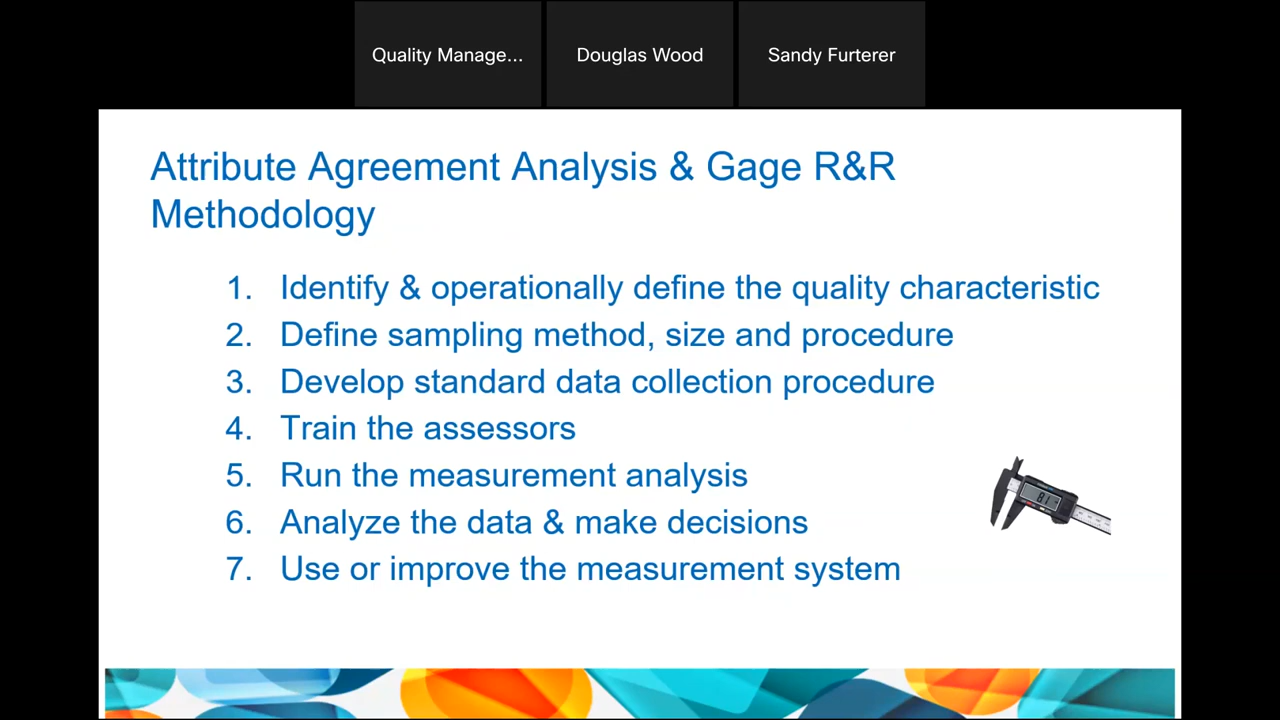 Quality Manage...
Douglas Wood
Sandy Furterer
Attribute Agreement Analysis & Gage R&R
Methodology
1. Identify & operationally define the quality characteristic
2. Define sampling method, size and procedure
3. Develop standard data collection procedure
4. Train the assessors
5. Run the measurement analysis
6. Analyze the data & make decisions
7. Use or improve the measurement system